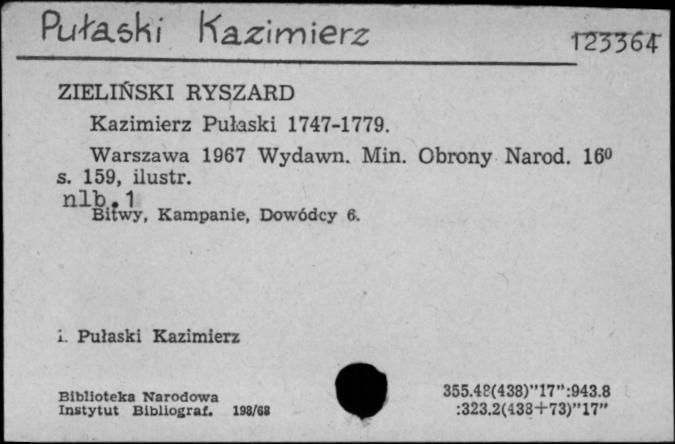 Pułaski Kazimierz 123364
ZIELIŃSKI RYSZARD
Kazimierz Pułaski 1747-1779.
Warszawa 1967 Wydawn. Min. Obrony Narod. 16⁰
s. 159, ilustr.
nlb. 1
Bitwy, Kampanie, Dowódcy 6.
1. Pułaski Kazimierz
Biblioteka Narodowa
Instytut Bibliograf. 198/68
355.48(438)"17":943.8
:323.2(438+73)"17"